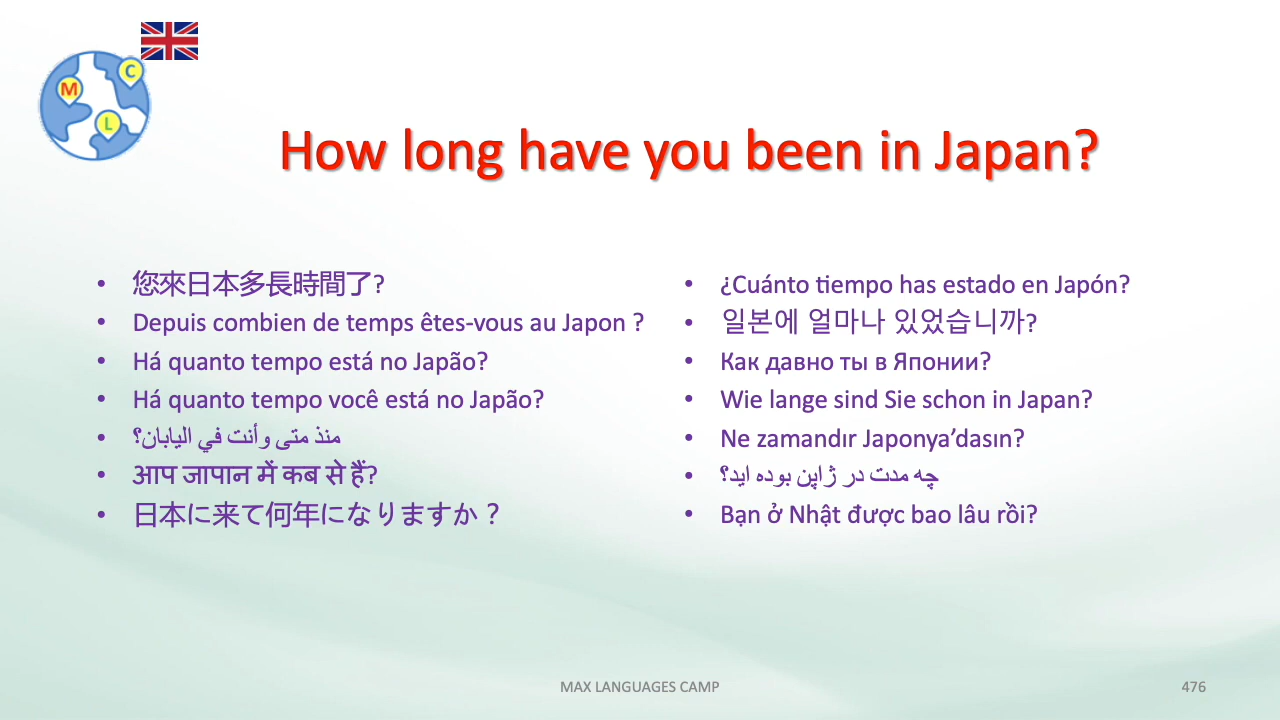 C
M
L
How long have you been in Japan?
• 您來日本多長時間了?
• Depuis combien de temps êtes-vous au Japon ?
• Há quanto tempo está no Japão?
• Há quanto tempo você está no Japão?
• منذ متى وأنت في اليابان؟
• आप जापान में कब से हैं?
• 日本に来て何年になりますか？
• ¿Cuánto tiempo has estado en Japón?
• 일본에 얼마나 있었습니까?
• Как давно ты в Японии?
• Wie lange sind Sie schon in Japan?
• Ne zamandır Japonya’dasın?
• چه مدت در ژاپن بوده اید؟
• Bạn ở Nhật được bao lâu rồi?
MAX LANGUAGES CAMP
476